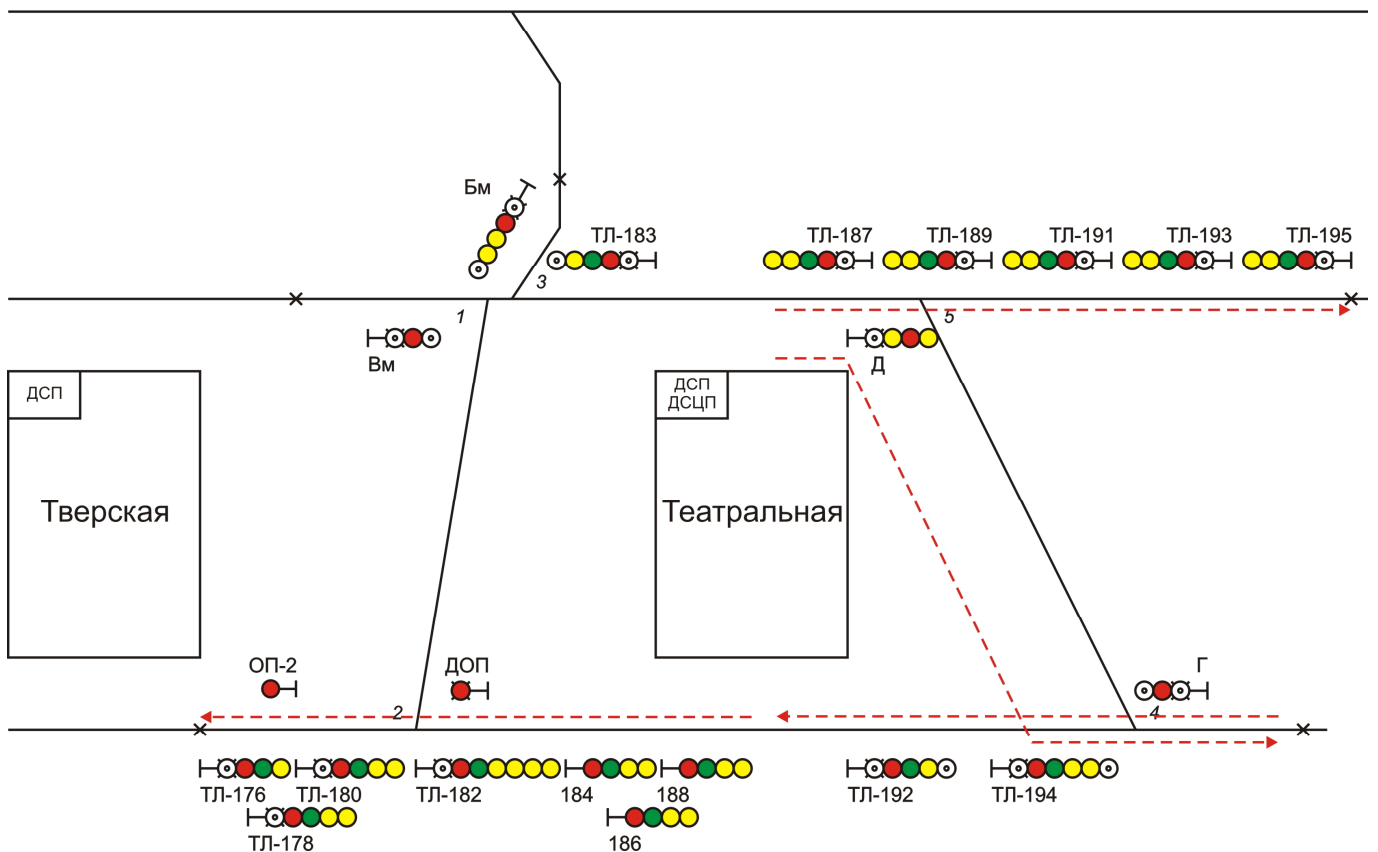 Бм
ТЛ-183
ТЛ-187
ТЛ-189
ТЛ-191
ТЛ-193
ТЛ-195
3
1
5
Вм
Д
ДСП
ДСП
ДСЦП
Тверская
Театральная
ОП-2
ДОП
Г
2
4
ТЛ-176
ТЛ-180
ТЛ-182
184
188
ТЛ-192
ТЛ-194
ТЛ-178
186